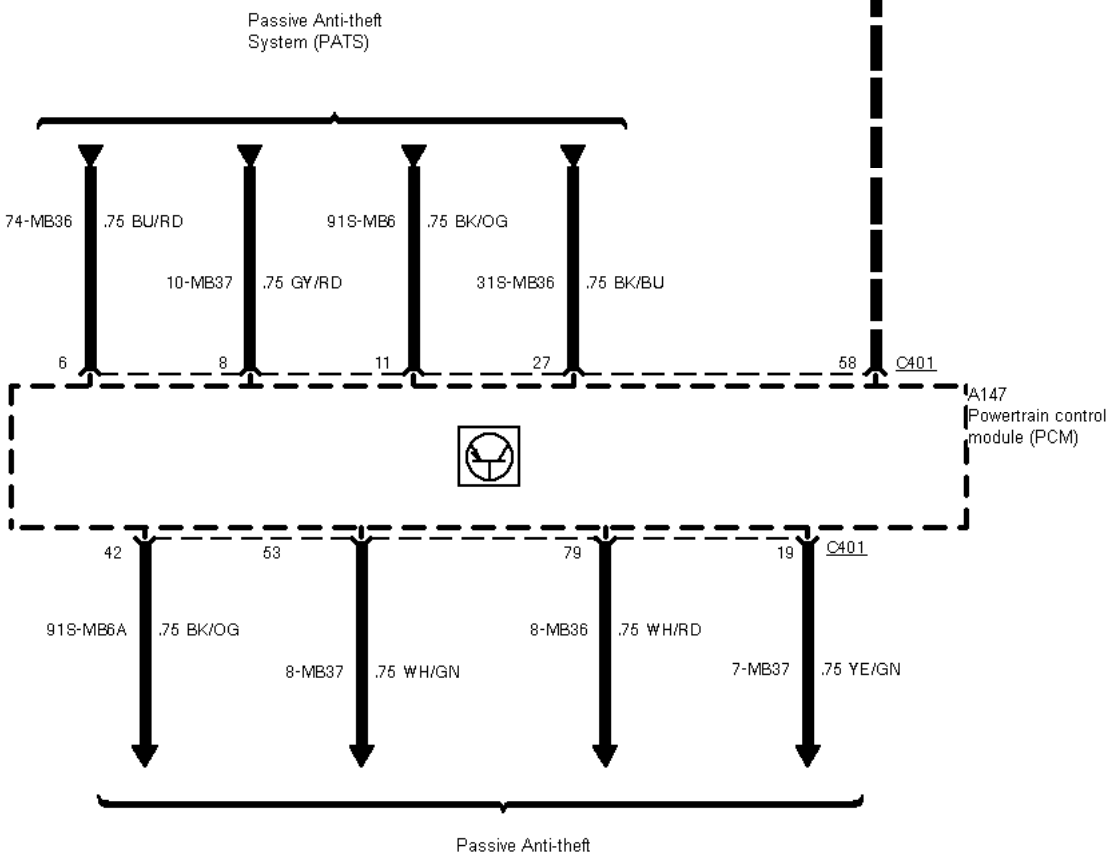 Passive Anti-theft
System (PATS)
74-MB36 .75 BU/RD 91S-MB6 .75 BK/OG
10-MB37 .75 GY/RD 31S-MB36 .75 BK/BU
6 8 11 27 58 C401
A147
Powertrain control
module (PCM)
42 53 79 19 C401
91S-MB6A .75 BK/OG 8-MB36 .75 WH/RD
8-MB37 .75 WH/GN 7-MB37 .75 YE/GN
Passive Anti-theft